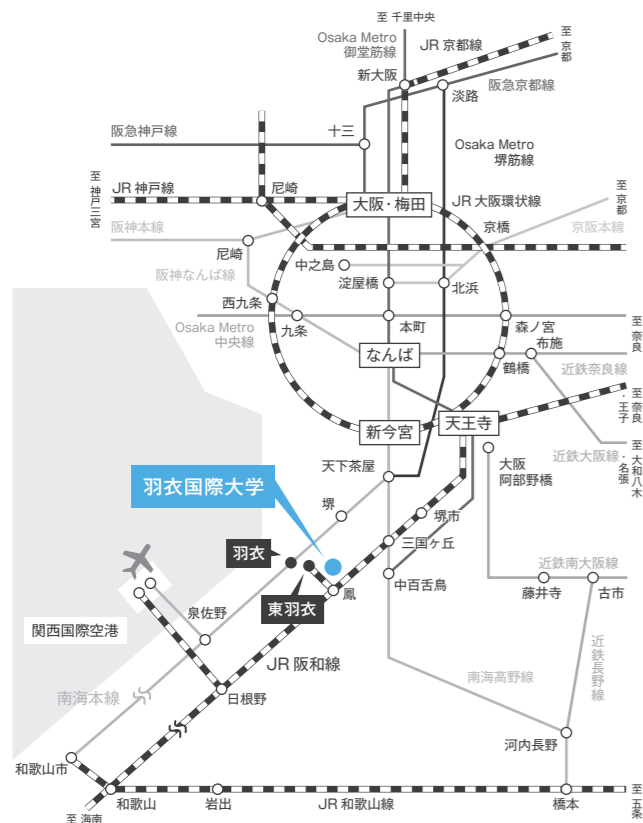 至 千里中央
Osaka Metro
御堂筋線
JR 京都線
至 京都
新大阪
阪急京都線
淡路
阪急神戸線
十三
Osaka Metro
堺筋線
至 神戸三宮
JR 神戸線
尼崎
大阪・梅田
JR 大阪環状線
至 京都
京橋
京阪本線
阪神本線
尼崎
中之島
阪神なんば線
淀屋橋
北浜
西九条
Osaka Metro
中央線
九条
本町
森ノ宮
至 奈良
布施
なんば
鶴橋
近鉄奈良線
至 奈良
・王子
天王寺
新今宮
近鉄大阪線
至 大和八木
・名張
天下茶屋
大阪
阿部野橋
羽衣国際大学
堺
堺市
羽衣
三国ヶ丘
近鉄南大阪線
中百舌鳥
東羽衣
鳳
藤井寺
古市
泉佐野
関西国際空港
近鉄長野線
JR 阪和線
南海本線
日根野
南海高野線
河内長野
和歌山市
和歌山
岩出
JR 和歌山線
橋本
至 五条
至 海南